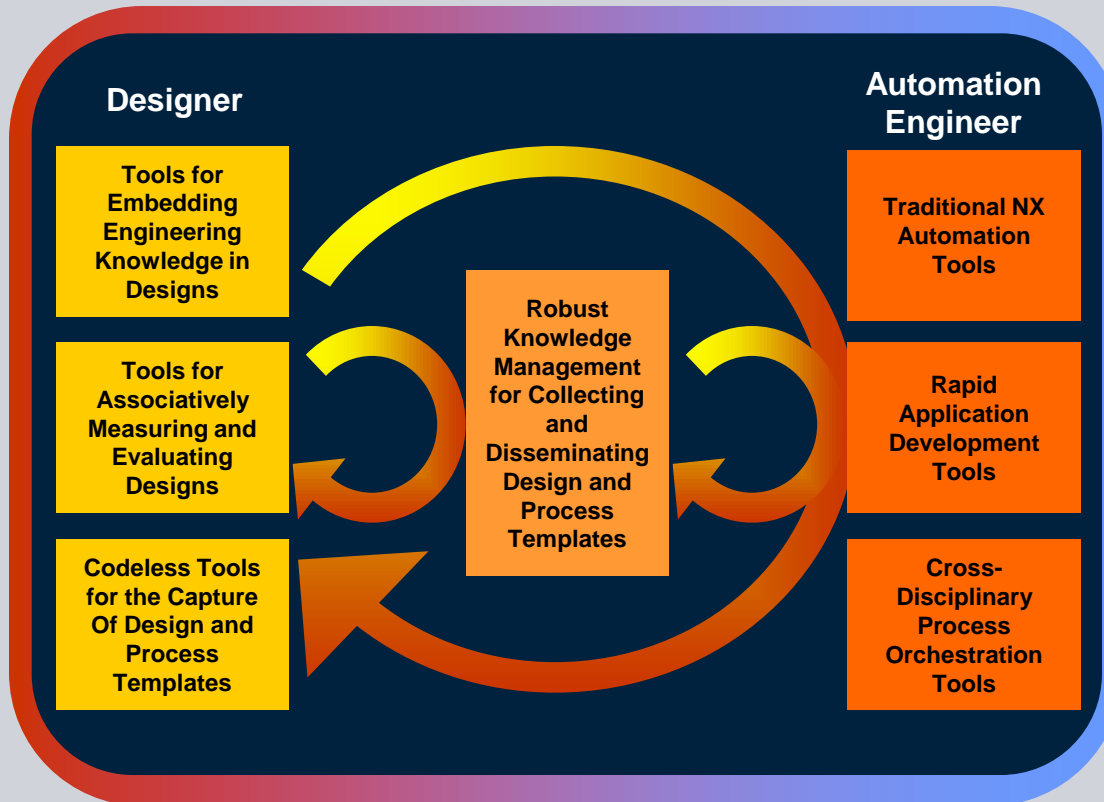 Designer
Tools for
Embedding
Engineering
Knowledge in
Designs
Tools for
Associatively
Measuring and
Evaluating
Designs
Codeless Tools
for the Capture
Of Design and
Process
Templates
Robust
Knowledge
Management
for Collecting
and
Disseminating
Design and
Process
Templates
Automation
Engineer
Traditional NX
Automation
Tools
Rapid
Application
Development
Tools
Cross-
Disciplinary
Process
Orchestration
Tools